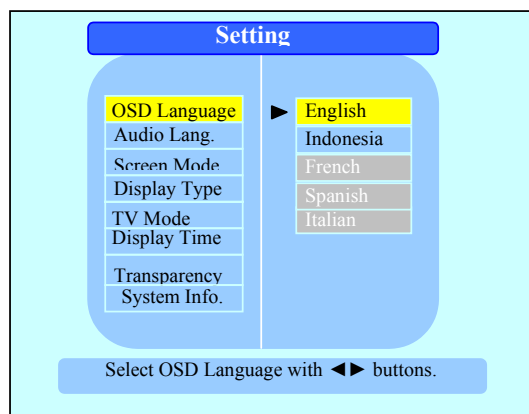 Setting
OSD Language
Audio Lang.
Screen Mode
Display Type
TV Mode
Display Time
Transparency
System Info.
► English
Indonesia
French
Spanish
Italian
Select OSD Language with ◄► buttons.